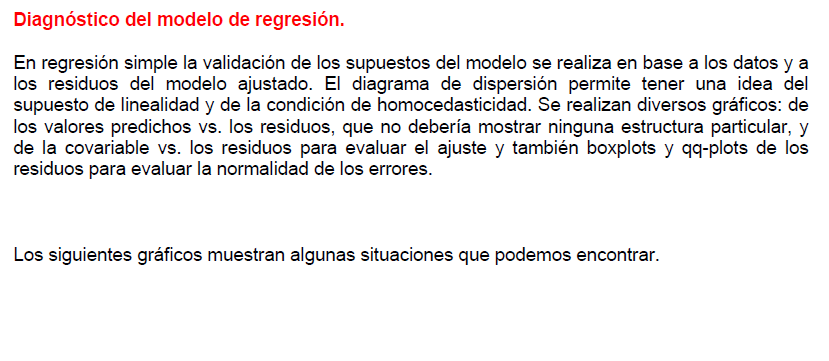 Diagnóstico del modelo de regresión.
En regresión simple la validación de los supuestos del modelo se realiza en base a los datos y a
los residuos del modelo ajustado. El diagrama de dispersión permite tener una idea del
supuesto de linealidad y de la condición de homocedasticidad. Se realizan diversos gráficos: de
los valores predichos vs. los residuos, que no debería mostrar ninguna estructura particular, y
de la covariable vs. los residuos para evaluar el ajuste y también boxplots y qq-plots de los
residuos para evaluar la normalidad de los errores.
Los siguientes gráficos muestran algunas situaciones que podemos encontrar.